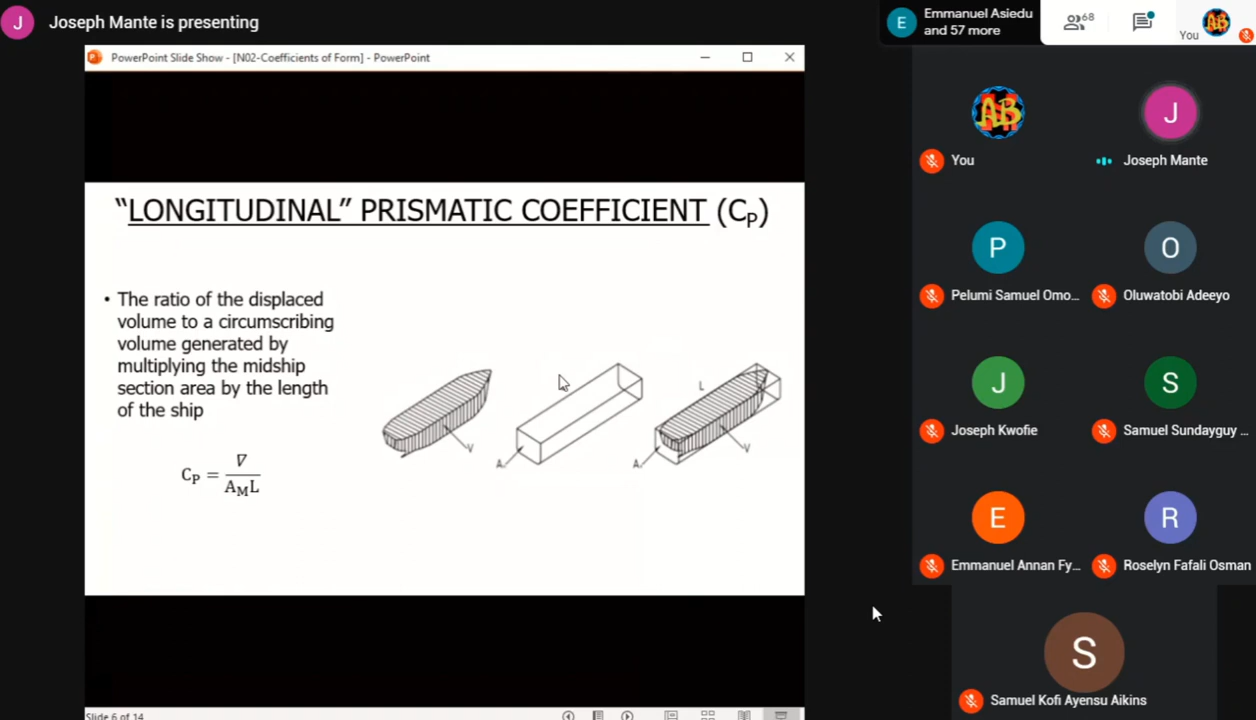 J
Joseph Mante is presenting
E
Emmanuel Asiedu
and 57 more
68
You
PowerPoint Slide Show - [N02-Coefficients of Form] - PowerPoint
“LONGITUDINAL” PRISMATIC COEFFICIENT (CP)
• The ratio of the displaced
volume to a circumscribing
volume generated by
multiplying the midship
section area by the length
of the ship
CP = ∇ / AML
V
A
L
A
V
Slide 6 of 14
AB
You
J
Joseph Mante
P
Pelumi Samuel Omo...
O
Oluwatobi Adeeyo
J
Joseph Kwofie
S
Samuel Sundayguy ...
E
Emmanuel Annan Fy...
R
Roselyn Fafali Osman
S
Samuel Kofi Ayensu Aikins